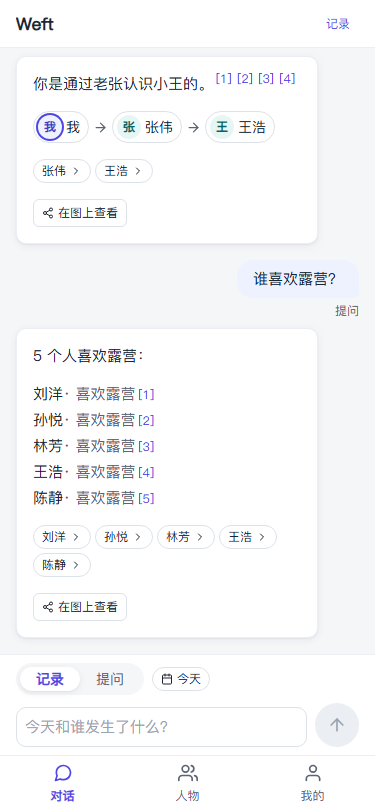 Weft
记录
你是通过老张认识小王的。[1] [2] [3] [4]
我 我 → 张 张伟 → 王 王浩
张伟 > 王浩 >
在图上查看
谁喜欢露营？
提问
5 个人喜欢露营：
刘洋· 喜欢露营[1]
孙悦· 喜欢露营[2]
林芳· 喜欢露营[3]
王浩· 喜欢露营[4]
陈静· 喜欢露营[5]
刘洋 > 孙悦 > 林芳 > 王浩 >
陈静 >
在图上查看
记录 提问 今天
今天和谁发生了什么？
对话 人物 我的